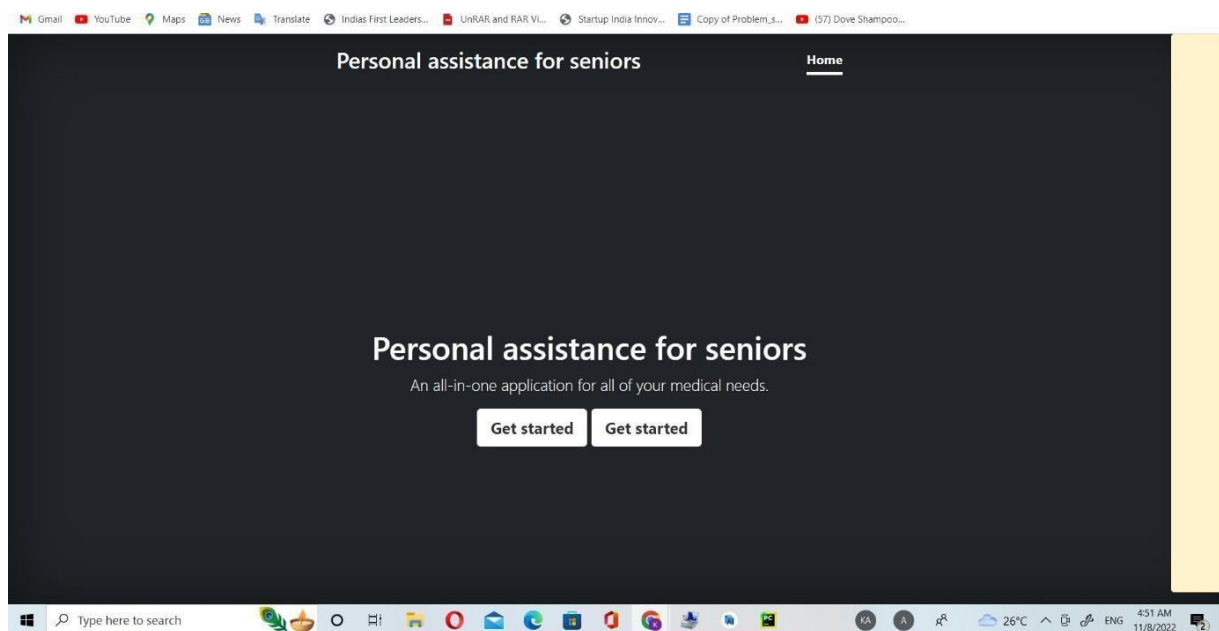 Gmail YouTube Maps News Translate Indias First Leaders... UnRAR and RAR Vi... Startup India Innov... Copy of Problem_s... (57) Dove Shampoo...
Personal assistance for seniors Home
Personal assistance for seniors
An all-in-one application for all of your medical needs.
Get started Get started
Type here to search KA A 26°C ENG 4:51 AM
11/8/2022 2